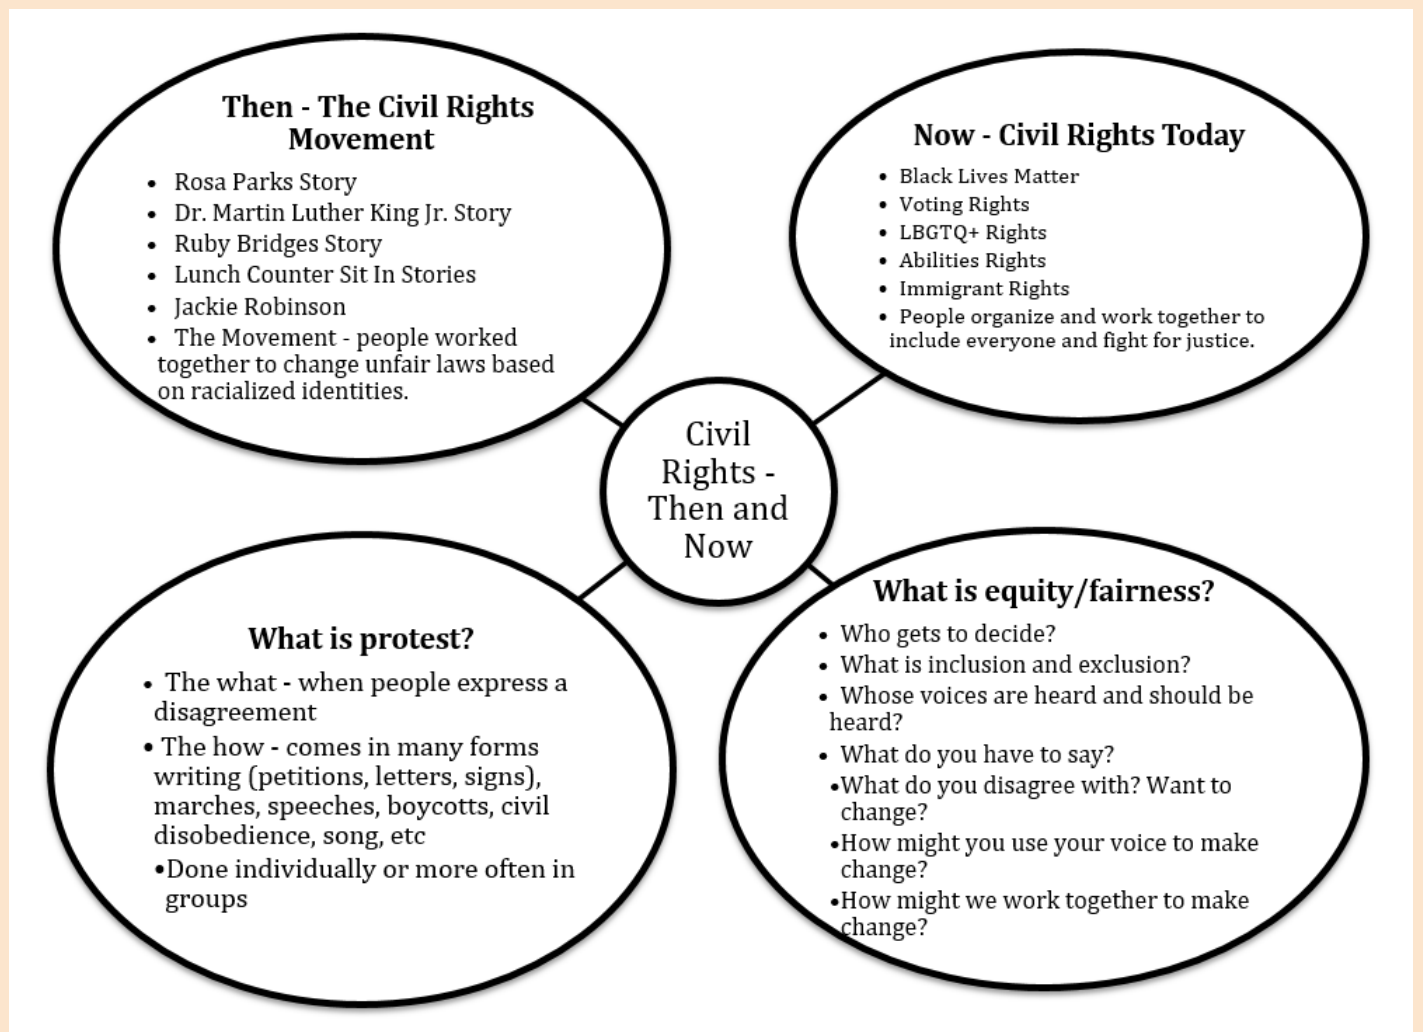 Then - The Civil Rights
Movement
• Rosa Parks Story
• Dr. Martin Luther King Jr. Story
• Ruby Bridges Story
• Lunch Counter Sit In Stories
• Jackie Robinson
• The Movement - people worked
together to change unfair laws based
on racialized identities.
Now - Civil Rights Today
• Black Lives Matter
• Voting Rights
• LBGTQ+ Rights
• Abilities Rights
• Immigrant Rights
• People organize and work together to
include everyone and fight for justice.
Civil
Rights -
Then and
Now
What is protest?
• The what - when people express a
disagreement
• The how - comes in many forms
writing (petitions, letters, signs),
marches, speeches, boycotts, civil
disobedience, song, etc
•Done individually or more often in
groups
What is equity/fairness?
• Who gets to decide?
• What is inclusion and exclusion?
• Whose voices are heard and should be
heard?
• What do you have to say?
•What do you disagree with? Want to
change?
•How might you use your voice to make
change?
•How might we work together to make
change?